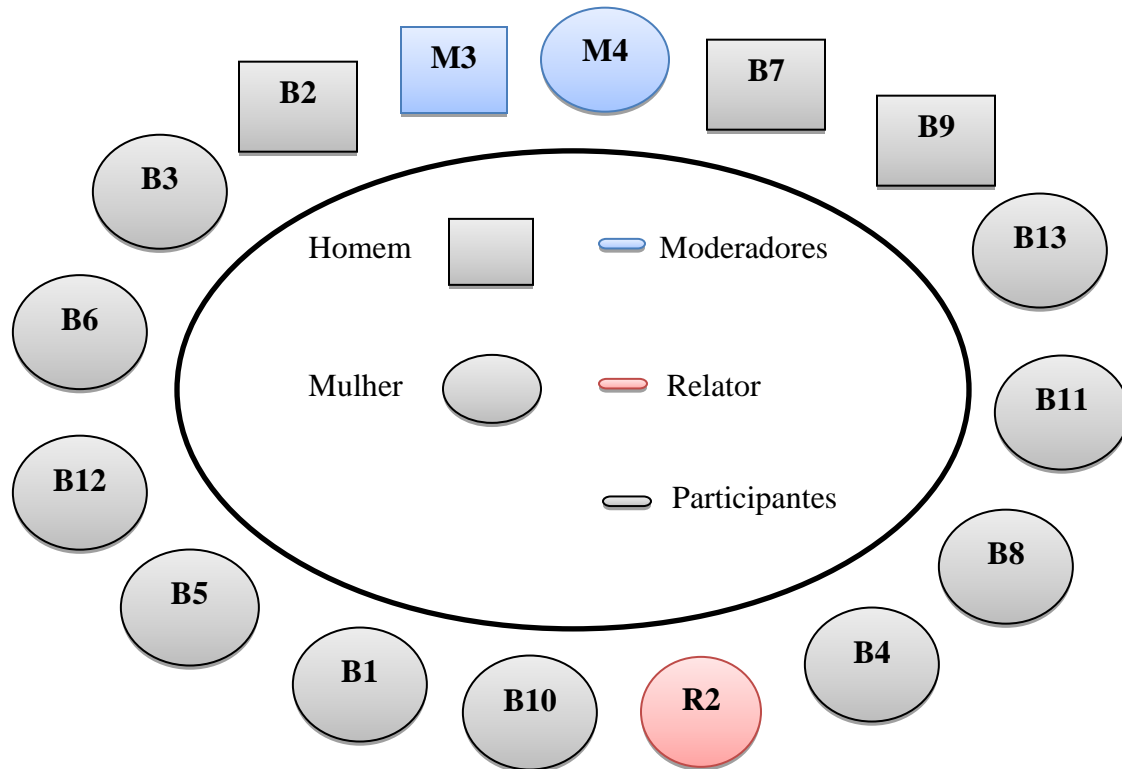 M3
M4
B7
B2
B9
B3
B13
Homem
Moderadores
B6
Mulher
Relator
B11
B12
Participantes
B8
B5
B4
B1
B10
R2